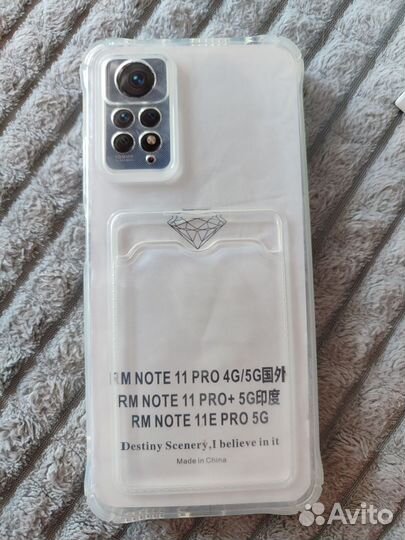 108MP
RM NOTE 11 PRO 4G/5G国外
RM NOTE 11 PRO+ 5G印度
RM NOTE 11E PRO 5G
Destiny Scenery,I believe in it
Made in China
Avito